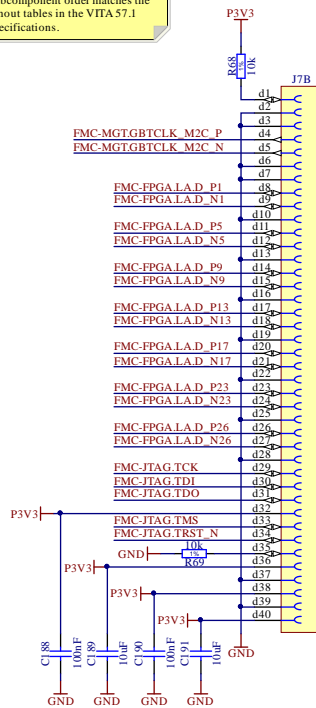 bcomponent order matches the
out tables in the VITA 57.1
ecifications.
P3V3
R68
1%
10k
J7B
d1
d2
d3
FMC-MGT.GBTCLK_M2C_P d4
FMC-MGT.GBTCLK_M2C_N d5
d6
d7
FMC-FPGA.LA.D_P1 d8
FMC-FPGA.LA.D_N1 d9
d10
FMC-FPGA.LA.D_P5 d11
FMC-FPGA.LA.D_N5 d12
d13
FMC-FPGA.LA.D_P9 d14
FMC-FPGA.LA.D_N9 d15
d16
FMC-FPGA.LA.D_P13 d17
FMC-FPGA.LA.D_N13 d18
d19
FMC-FPGA.LA.D_P17 d20
FMC-FPGA.LA.D_N17 d21
d22
FMC-FPGA.LA.D_P23 d23
FMC-FPGA.LA.D_N23 d24
d25
FMC-FPGA.LA.D_P26 d26
FMC-FPGA.LA.D_N26 d27
d28
FMC-JTAG.TCK d29
FMC-JTAG.TDI d30
FMC-JTAG.TDO d31
P3V3 d32
FMC-JTAG.TMS d33
FMC-JTAG.TRST_N d34
10k
GND 1% d35
R69
P3V3 d36
d37
P3V3 d38
d39
P3V3 d40
C188 100nF C189 10uF C190 100nF C191 10uF
GND
GND GND GND GND